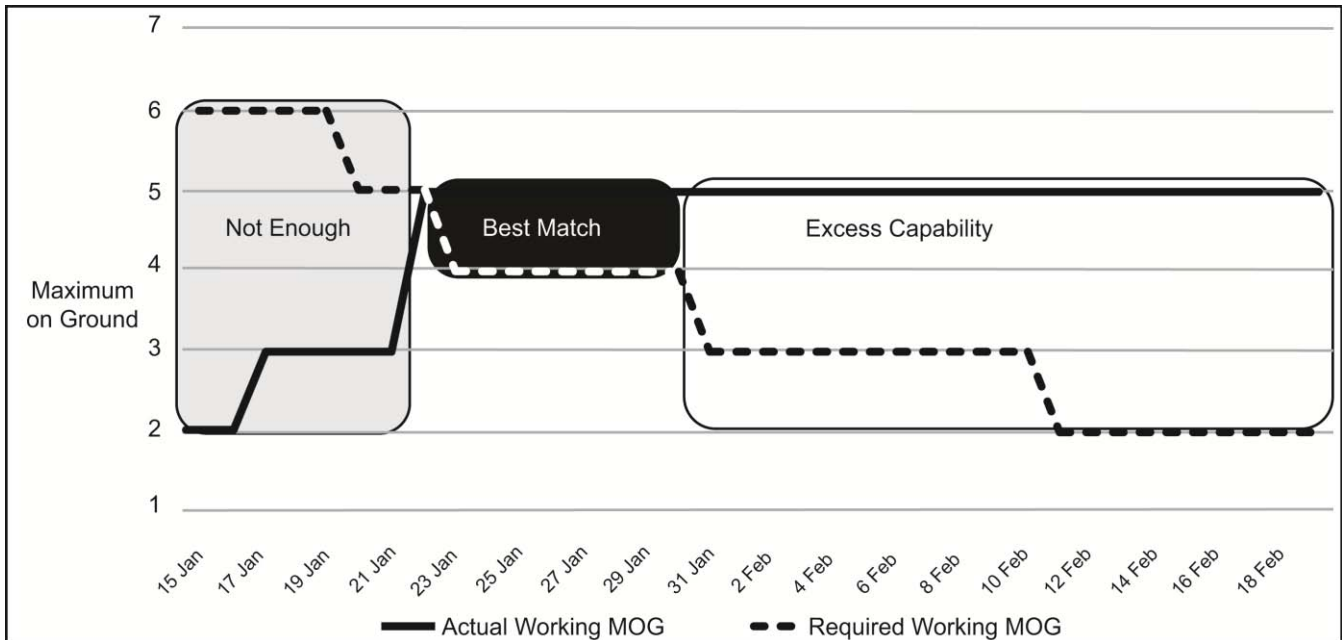 7
6
5
4
3
2
1
Maximum
on Ground
Not Enough
Best Match
Excess Capability
15 Jan
17 Jan
19 Jan
21 Jan
23 Jan
25 Jan
27 Jan
29 Jan
31 Jan
2 Feb
4 Feb
6 Feb
8 Feb
10 Feb
12 Feb
14 Feb
16 Feb
18 Feb
Actual Working MOG
Required Working MOG